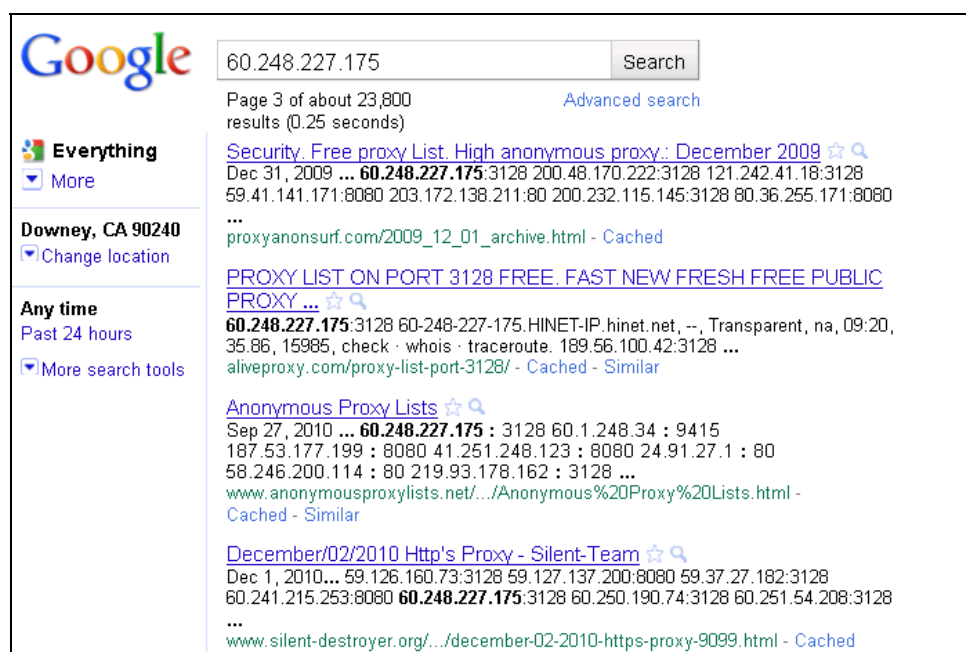 Google
60.248.227.175
Search
Page 3 of about 23,800
results (0.25 seconds)
Advanced search
Everything
More
Downey, CA 90240
Change location
Any time
Past 24 hours
More search tools
Security. Free proxy List. High anonymous proxy.: December 2009
Dec 31, 2009 ... 60.248.227.175:3128 200.48.170.222:3128 121.242.41.18:3128
59.41.141.171:8080 203.172.138.211:80 200.232.115.145:3128 80.36.255.171:8080
...
proxyanonsurf.com/2009_12_01_archive.html - Cached
PROXY LIST ON PORT 3128 FREE. FAST NEW FRESH FREE PUBLIC
PROXY ...
60.248.227.175:3128 60-248-227-175.HINET-IP.hinet.net, --, Transparent, na, 09:20,
35.86, 15985, check · whois · traceroute. 189.56.100.42:3128 ...
aliveproxy.com/proxy-list-port-3128/ - Cached - Similar
Anonymous Proxy Lists
Sep 27, 2010 ... 60.248.227.175 : 3128 60.1.248.34 : 9415
187.53.177.199 : 8080 41.251.248.123 : 8080 24.91.27.1 : 80
58.246.200.114 : 80 219.93.178.162 : 3128 ...
www.anonymousproxylists.net/.../Anonymous%20Proxy%20Lists.html -
Cached - Similar
December/02/2010 Http's Proxy - Silent-Team
Dec 1, 2010... 59.126.160.73:3128 59.127.137.200:8080 59.37.27.182:3128
60.241.215.253:8080 60.248.227.175:3128 60.250.190.74:3128 60.251.54.208:3128
...
www.silent-destroyer.org/.../december-02-2010-https-proxy-9099.html - Cached